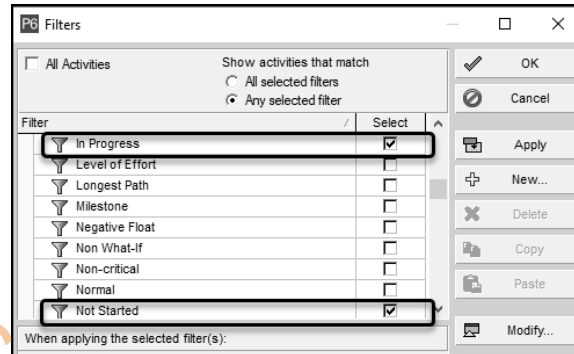 P6 Filters
All Activities
Show activities that match
All selected filters
Any selected filter
Filter
Select
In Progress
Level of Effort
Longest Path
Milestone
Negative Float
Non What-If
Non-critical
Normal
Not Started
When applying the selected filter(s):
OK
Cancel
Apply
New...
Delete
Copy
Paste
Modify...